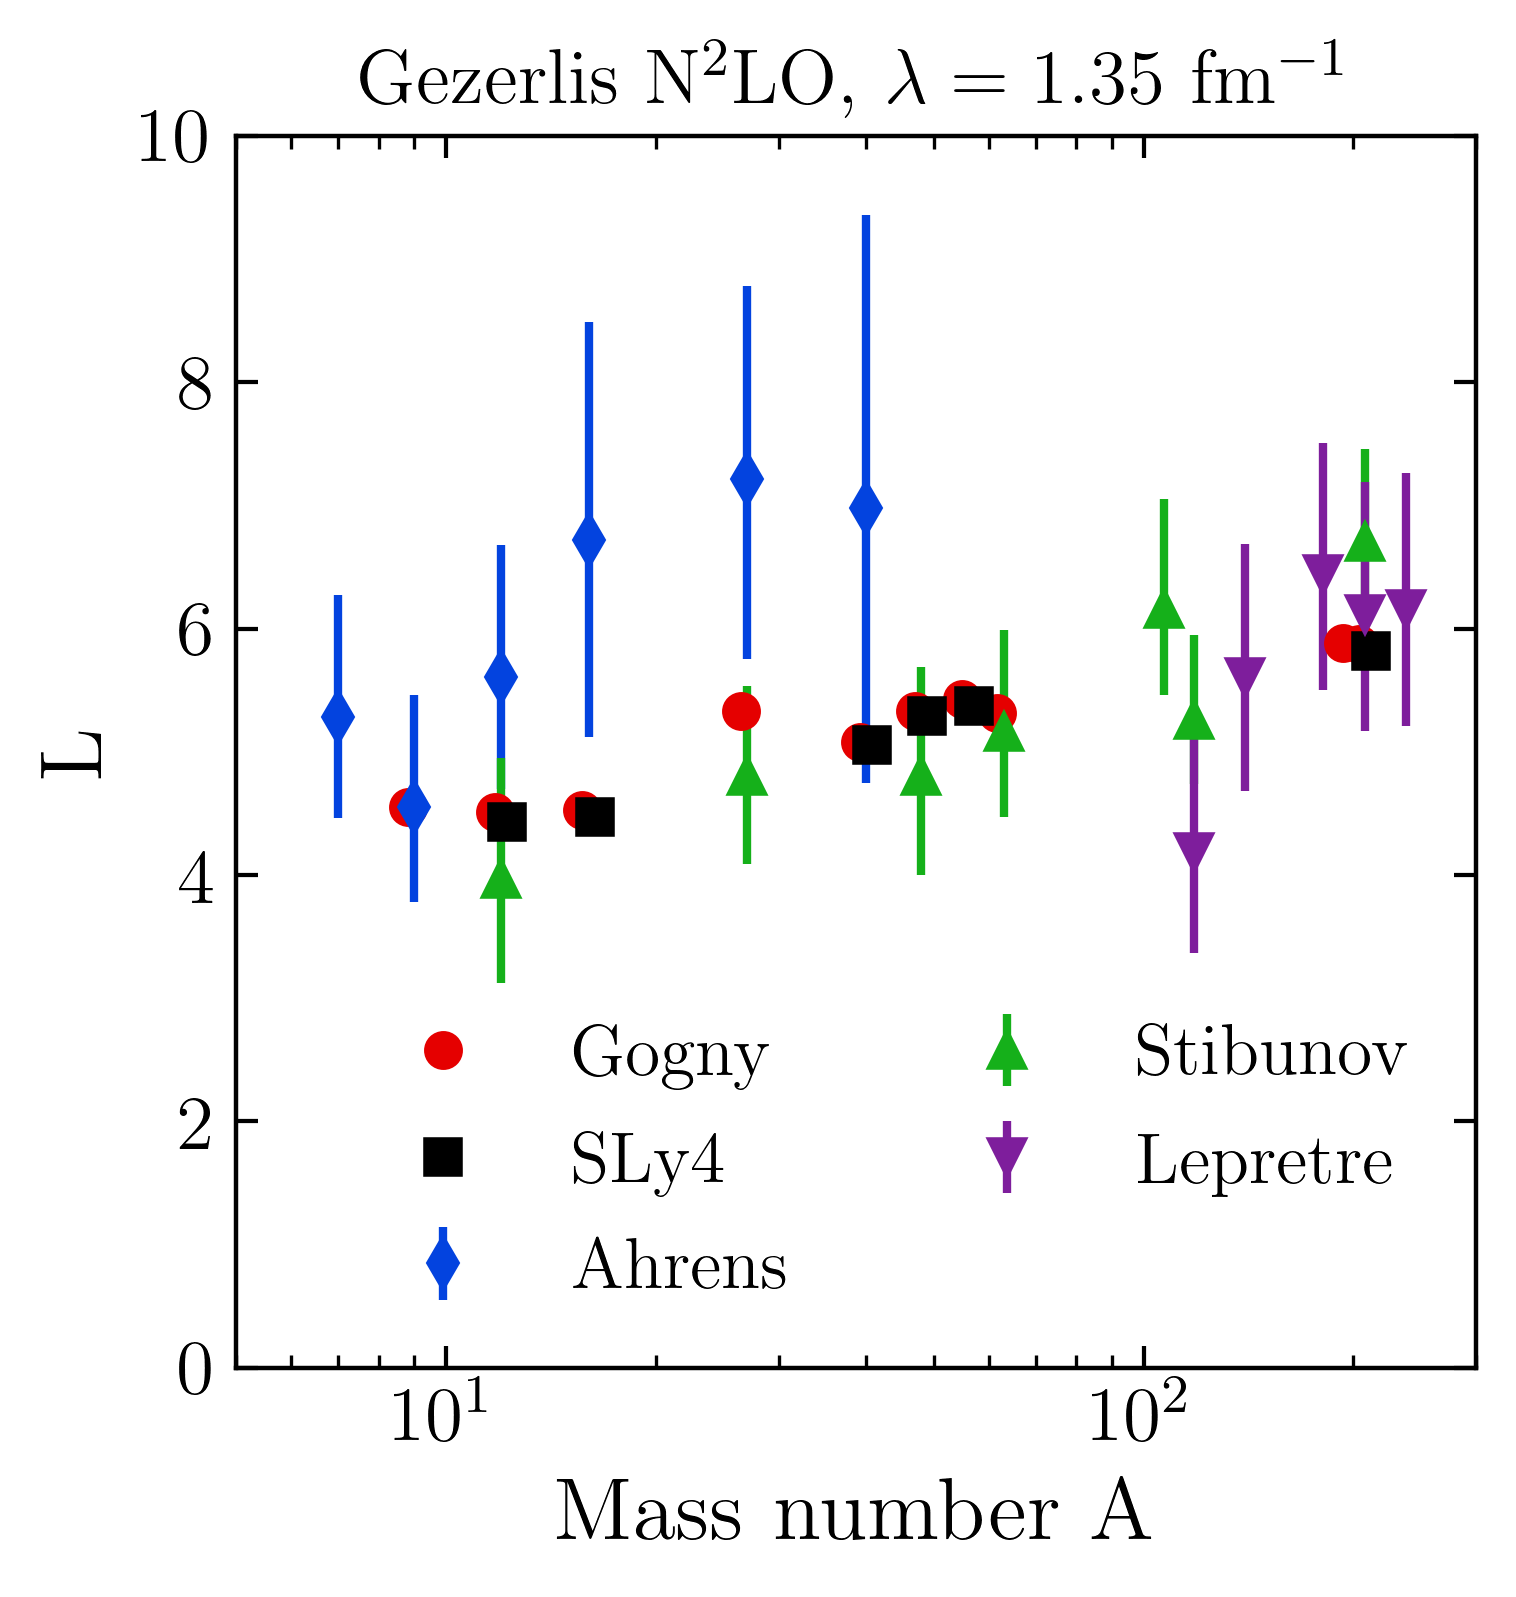 Gezerlis N²LO, λ = 1.35 fm⁻¹
10
8
6
4
2
0
L
Gogny
SLy4
Ahrens
Stibunov
Lepretre
10¹ 10²
Mass number A